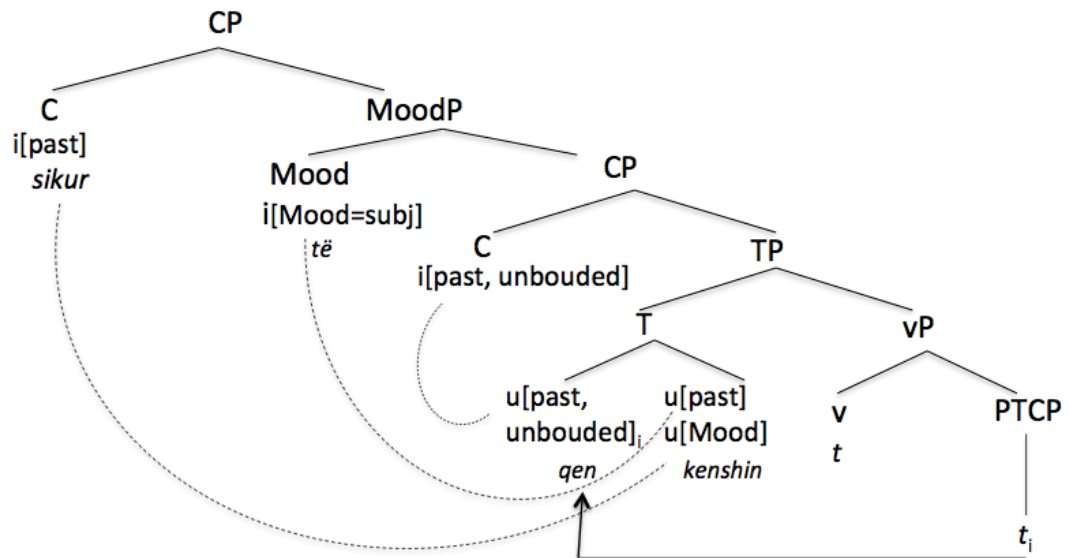 CP
C
MoodP
i[past]
sikur
Mood
CP
i[Mood=subj]
të
C
TP
i[past, unbouded]
T
vP
u[past,
u[past]
v
PTCP
unbouded]i
u[Mood]
t
qen
kenshin
ti